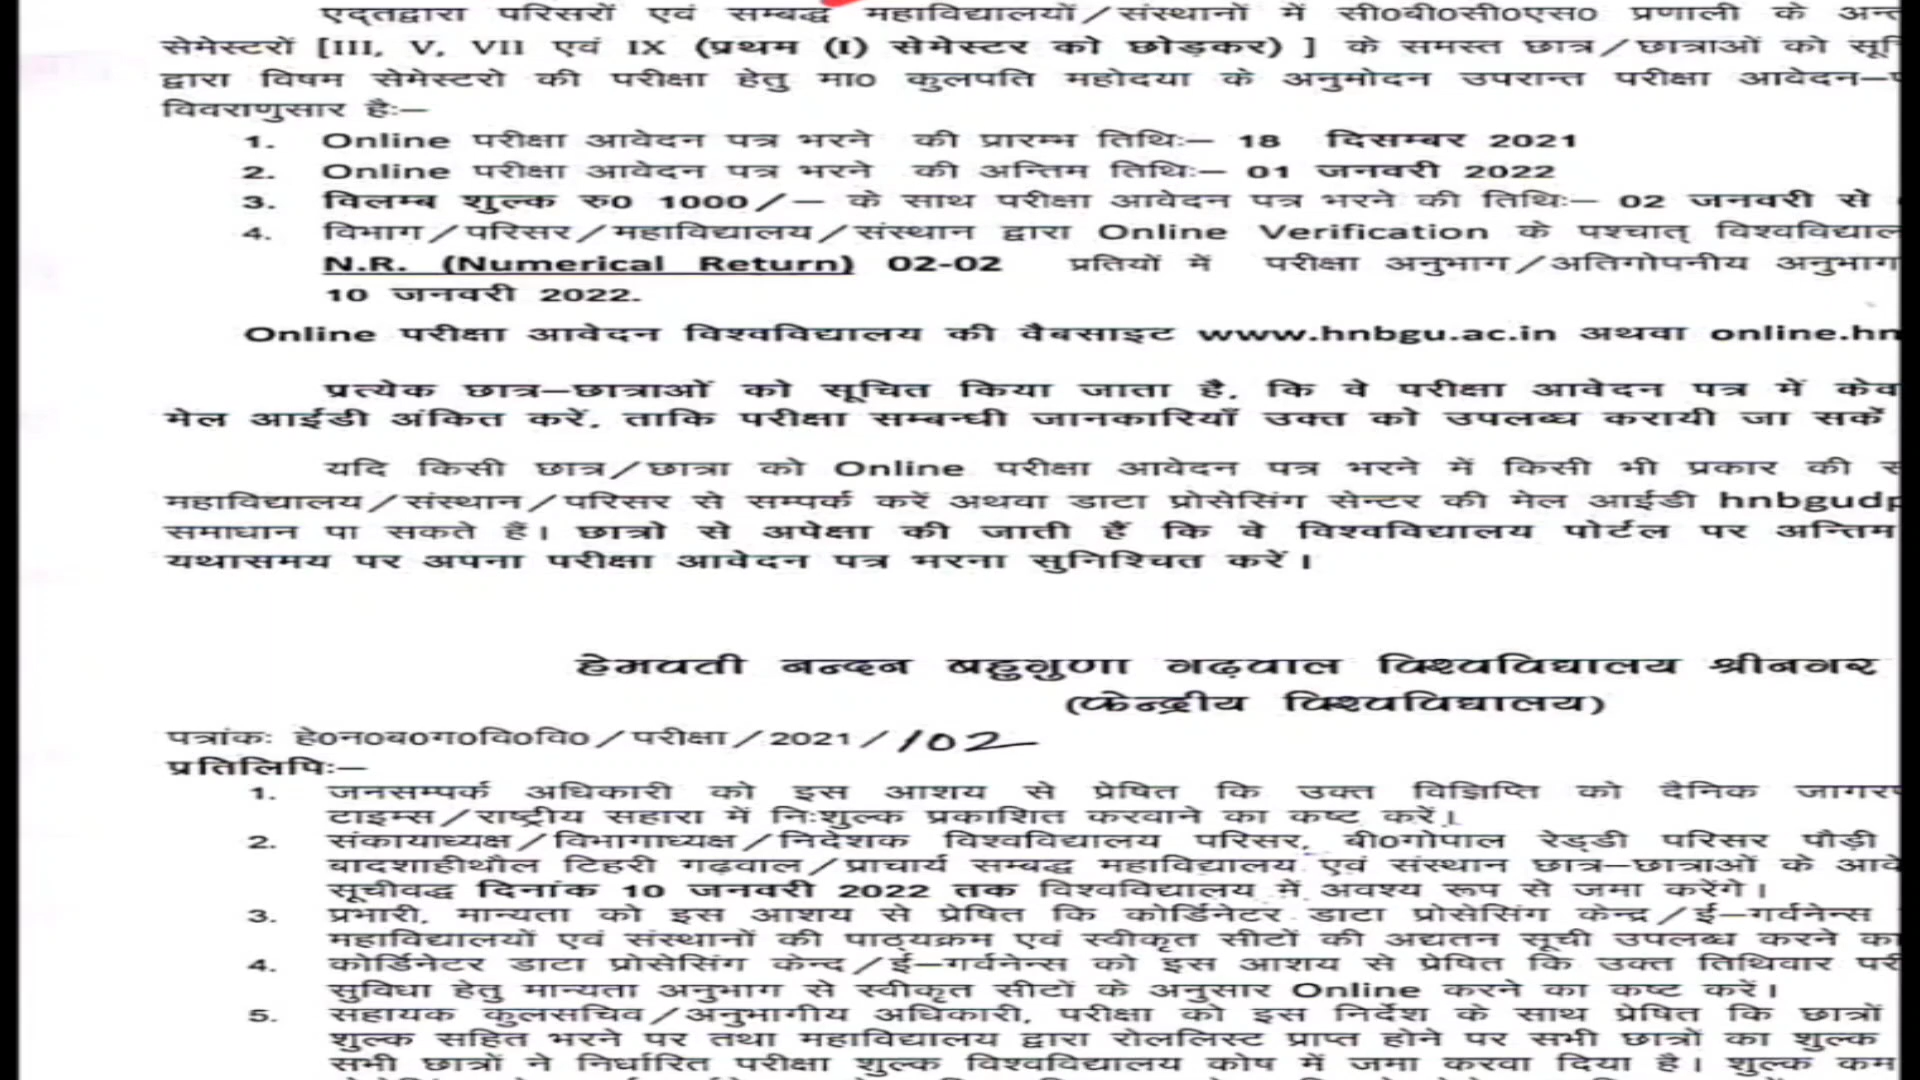 एद्तद्वारा परिसरों एवं सम्बद्ध महाविद्यालयों/संस्थानों में सी0बी0सी0एस0 प्रणाली के
सेमेस्टरों [III, V, VII एवं IX (प्रथम (I) सेमेस्टर को छोड़कर) ] के समस्त छात्र/छात्राओं को
द्वारा विषम सेमेस्टरो की परीक्षा हेतु मा0 कुलपति महोदया के अनुमोदन उपरान्त परीक्षा आवेदन–
विवराणुसार हैः–
1. Online परीक्षा आवेदन पत्र भरने की प्रारम्भ तिथिः– 18 दिसम्बर 2021
2. Online परीक्षा आवेदन पत्र भरने की अन्तिम तिथिः– 01 जनवरी 2022
3. विलम्ब शुल्क रु0 1000/– के साथ परीक्षा आवेदन पत्र भरने की तिथिः– 02 जनवरी से
4. विभाग/परिसर/महाविद्यालय/संस्थान द्वारा Online Verification के पश्चात् विश्वविद्याल
N.R. (Numerical Return) 02-02 प्रतियों में परीक्षा अनुभाग/अतिगोपनीय अनुभाग
10 जनवरी 2022.
Online परीक्षा आवेदन विश्वविद्यालय की वैबसाइट www.hnbgu.ac.in अथवा online.hn
प्रत्येक छात्र–छात्राओं को सूचित किया जाता है, कि वे परीक्षा आवेदन पत्र में केव
मेल आईडी अंकित करें, ताकि परीक्षा सम्बन्धी जानकारियाँ उक्त को उपलब्ध करायी जा सकें
यदि किसी छात्र/छात्रा को Online परीक्षा आवेदन पत्र भरने में किसी भी प्रकार की
महाविद्यालय/संस्थान/परिसर से सम्पर्क करें अथवा डाटा प्रोसेसिंग सेन्टर की मेल आईडी hnbgudp
समाधान पा सकते हैं। छात्रो से अपेक्षा की जाती हैं कि वे विश्वविद्यालय पोर्टल पर अन्तिम
यथासमय पर अपना परीक्षा आवेदन पत्र भरना सुनिश्चित करें।
हेमवती नन्दन बहुगुणा गढ़वाल विश्वविद्यालय श्रीनगर
(केन्द्रीय विश्वविद्यालय)
पत्रांकः हे0न0ब0ग0वि0वि0/परीक्षा/2021/102
प्रतिलिपिः–
1. जनसम्पर्क अधिकारी को इस आशय से प्रेषित कि उक्त विज्ञिप्ति को दैनिक जागर
टाइम्स/राष्ट्रीय सहारा में निःशुल्क प्रकाशित करवाने का कष्ट करें।
2. संकायाध्यक्ष/विभागाध्यक्ष/निदेशक विश्वविद्यालय परिसर, बी0गोपाल रेड्डी परिसर पौड़ी
बादशाहीथौल टिहरी गढ़वाल/प्राचार्य सम्बद्ध महाविद्यालय एवं संस्थान छात्र–छात्राओं के आवे
सूचीवद्ध दिनांक 10 जनवरी 2022 तक विश्वविद्यालय में अवश्य रूप से जमा करेंगे।
3. प्रभारी, मान्यता को इस आशय से प्रेषित कि कोर्डिनेटर डाटा प्रोसेसिंग केन्द्र/ई–गर्वनेन्स
महाविद्यालयों एवं संस्थानों की पाठ्यक्रम एवं स्वीकृत सीटों की अद्यतन सूची उपलब्ध करने का
4. कोर्डिनेटर डाटा प्रोसेसिंग केन्द/ई–गर्वनेन्स को इस आशय से प्रेषित कि उक्त तिथिवार परी
सुविधा हेतु मान्यता अनुभाग से स्वीकृत सीटों के अनुसार Online करने का कष्ट करें।
5. सहायक कुलसचिव/अनुभागीय अधिकारी, परीक्षा को इस निर्देश के साथ प्रेषित कि छात्रों
शुल्क सहित भरने पर तथा महाविद्यालय द्वारा रोललिस्ट प्राप्त होने पर सभी छात्रों का शुल्क
सभी छात्रों ने निर्धारित परीक्षा शुल्क विश्वविद्यालय कोष में जमा करवा दिया है। शुल्क कम